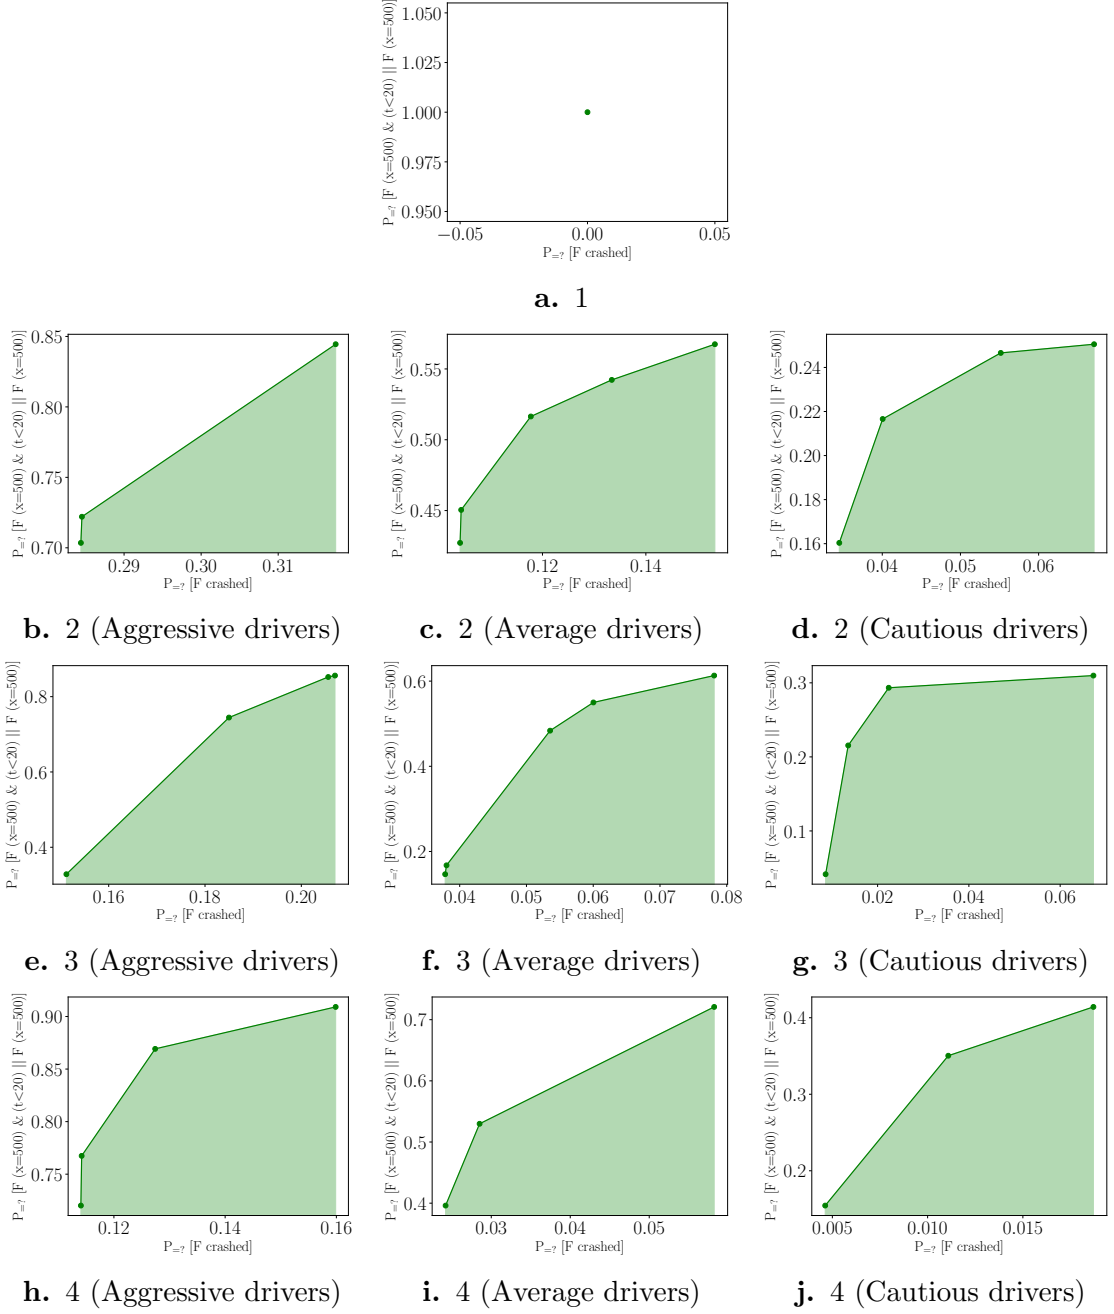 P=? [F (x=500) & (t<20) || F (x=500)]
1.050
1.025
1.000
0.975
0.950
−0.05 0.00 0.05
P=? [F crashed]
a. 1
P=? [F (x=500) & (t<20) || F (x=500)]
0.85
0.80
0.75
0.70
0.29 0.30 0.31
P=? [F crashed]
b. 2 (Aggressive drivers)
P=? [F (x=500) & (t<20) || F (x=500)]
0.55
0.50
0.45
0.12 0.14
P=? [F crashed]
c. 2 (Average drivers)
P=? [F (x=500) & (t<20) || F (x=500)]
0.24
0.22
0.20
0.18
0.16
0.04 0.05 0.06
P=? [F crashed]
d. 2 (Cautious drivers)
P=? [F (x=500) & (t<20) || F (x=500)]
0.8
0.6
0.4
0.16 0.18 0.20
P=? [F crashed]
e. 3 (Aggressive drivers)
P=? [F (x=500) & (t<20) || F (x=500)]
0.6
0.4
0.2
0.04 0.05 0.06 0.07 0.08
P=? [F crashed]
f. 3 (Average drivers)
P=? [F (x=500) & (t<20) || F (x=500)]
0.3
0.2
0.1
0.02 0.04 0.06
P=? [F crashed]
g. 3 (Cautious drivers)
P=? [F (x=500) & (t<20) || F (x=500)]
0.90
0.85
0.80
0.75
0.12 0.14 0.16
P=? [F crashed]
h. 4 (Aggressive drivers)
P=? [F (x=500) & (t<20) || F (x=500)]
0.7
0.6
0.5
0.4
0.03 0.04 0.05
P=? [F crashed]
i. 4 (Average drivers)
P=? [F (x=500) & (t<20) || F (x=500)]
0.4
0.3
0.2
0.005 0.010 0.015
P=? [F crashed]
j. 4 (Cautious drivers)